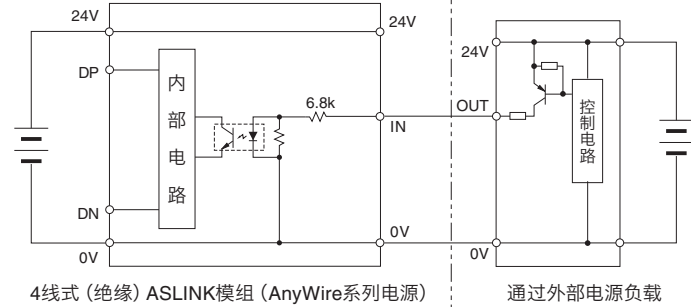 24V
24V
24V
DP
内部电路
6.8k
OUT
IN
控制电路
DN
0V
0V
0V
4线式（绝缘）ASLINK模组（AnyWire系列电源）
通过外部电源负载